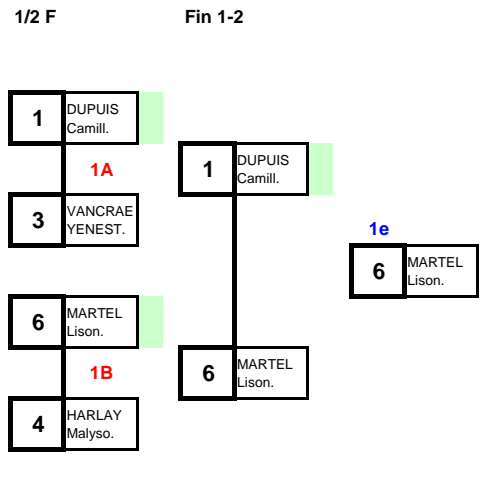 1/2 F
Fin 1-2
1
DUPUIS
Camill.
1A
3
VANCRAE
YENEST.
6
MARTEL
Lison.
1B
4
HARLAY
Malyso.
1
DUPUIS
Camill.
6
MARTEL
Lison.
1e
6
MARTEL
Lison.